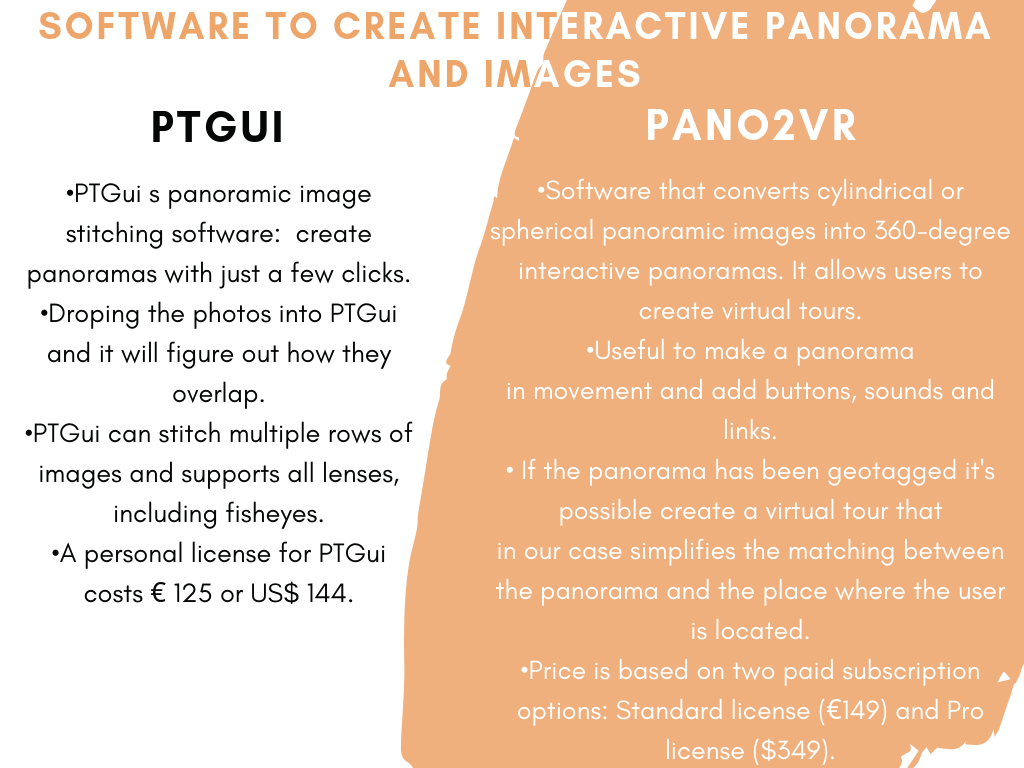 SOFTWARE TO CREATE INTERACTIVE PANORAMA
AND IMAGES
PTGUI
•PTGui s panoramic image
stitching software:  create
panoramas with just a few clicks.
•Droping the photos into PTGui
and it will figure out how they
overlap.
•PTGui can stitch multiple rows of
images and supports all lenses,
including fisheyes.
•A personal license for PTGui
costs € 125 or US$ 144.
PANO2VR
•Software that converts cylindrical or
spherical panoramic images into 360-degree
interactive panoramas. It allows users to
create virtual tours.
•Useful to make a panorama
in movement and add buttons, sounds and
links.
• If the panorama has been geotagged it's
possible create a virtual tour that
in our case simplifies the matching between
the panorama and the place where the user
is located.
•Price is based on two paid subscription
options: Standard license (€149) and Pro
license ($349).